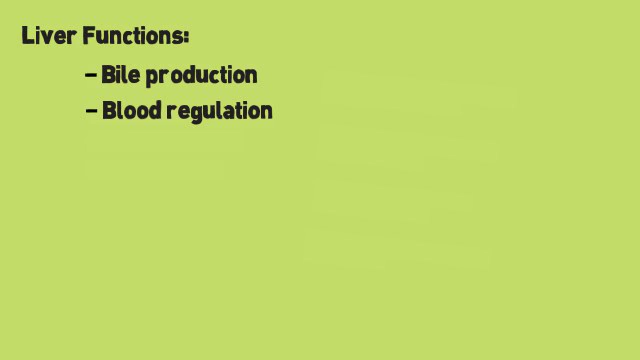 Liver Functions:
– Bile production
– Blood regulation